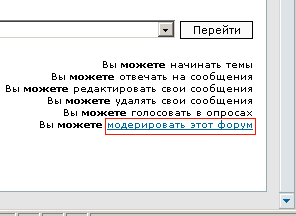 Перейти
Вы можете начинать темы
Вы можете отвечать на сообщения
Вы можете редактировать свои сообщения
Вы можете удалять свои сообщения
Вы можете голосовать в опросах
Вы можете модерировать этот форум